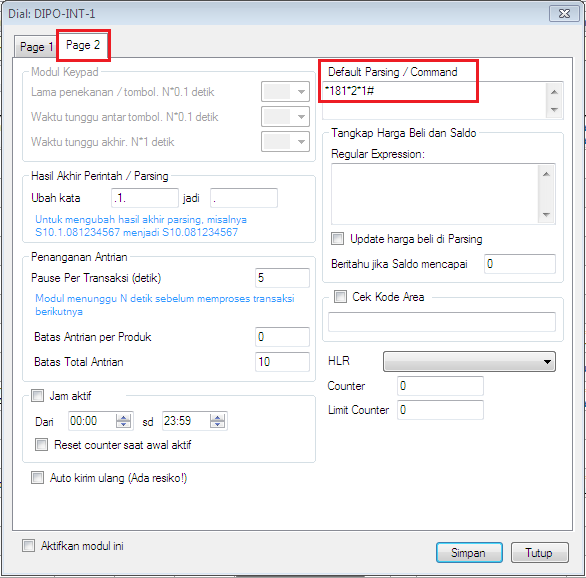 Dial: DIPO-INT-1
Page 1
Page 2
Modul Keypad
Lama penekanan / tombol. N*0.1 detik
Waktu tunggu antar tombol. N*0.1 detik
Waktu tunggu akhir. N*1 detik
Hasil Akhir Perintah / Parsing
Ubah kata .1. jadi .
Untuk mengubah hasil akhir parsing, misalnya
S10.1.081234567 menjadi S10.081234567
Penanganan Antrian
Pause Per Transaksi (detik) 5
Modul menunggu N detik sebelum memproses transaksi
berikutnya
Batas Antrian per Produk 0
Batas Total Antrian 10
Jam aktif
Dari 00:00 sd 23:59
Reset counter saat awal aktif
Auto kirim ulang (Ada resiko!)
Default Parsing / Command
*181*2*1#
Tangkap Harga Beli dan Saldo
Regular Expression:
Update harga beli di Parsing
Beritahu jika Saldo mencapai 0
Cek Kode Area
HLR
Counter 0
Limit Counter 0
Aktifkan modul ini
Simpan
Tutup